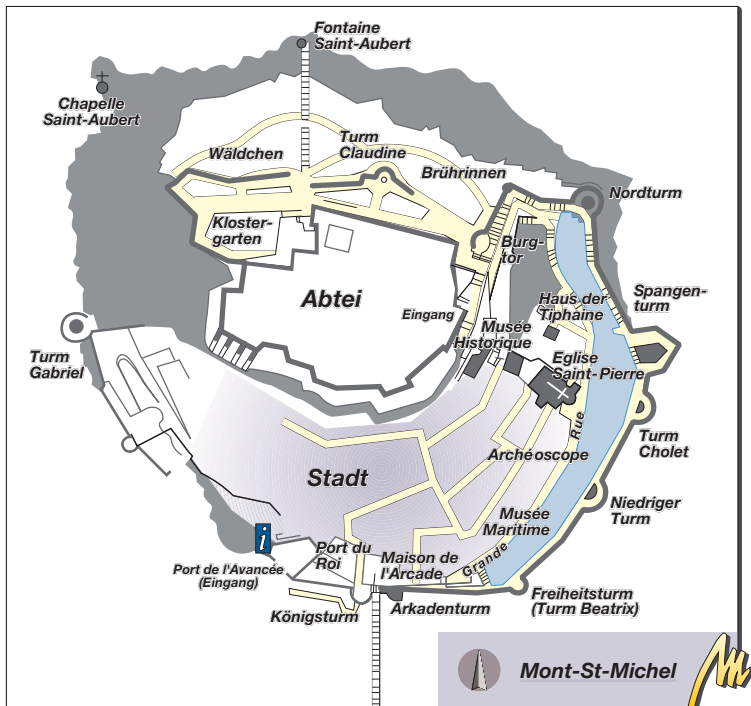 Fontaine
Saint-Aubert
Chapelle
Saint-Aubert
Wäldchen
Turm
Claudine
Brührinnen
Nordturm
Kloster-
garten
Burg-
tor
Abtei
Eingang
Haus der
Tiphaine
Spangen-
turm
Musée
Historique
Turm
Gabriel
Eglise
Saint-Pierre
Rue
Turm
Cholet
Archéoscope
Stadt
Niedriger
Turm
Musée
Maritime
i
Port de l'Avancée
(Eingang)
Port du
Roi
Maison de
l'Arcade
Grande
Königsturm
Arkadenturm
Freiheitsturm
(Turm Beatrix)
Mont-St-Michel